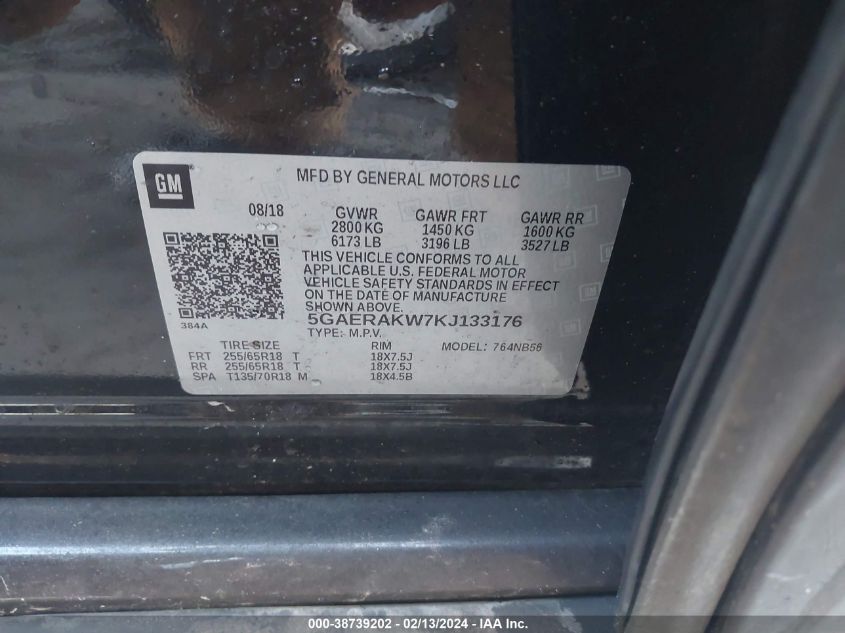 GM
MFD BY GENERAL MOTORS LLC
08/18 GVWR GAWR FRT GAWR RR
2800 KG 1450 KG 1600 KG
6173 LB 3196 LB 3527 LB
THIS VEHICLE CONFORMS TO ALL
APPLICABLE U.S. FEDERAL MOTOR
VEHICLE SAFETY STANDARDS IN EFFECT
ON THE DATE OF MANUFACTURE
SHOWN ABOVE.
384A
5GAERAKW7KJ133176
TYPE: M.P.V. MODEL: 764NB56
TIRE SIZE RIM
FRT 255/65R18 T 18X7.5J
RR 255/65R18 T 18X7.5J
SPA T135/70R18 M 18X4.5B
000-38739202 - 02/13/2024 - IAA Inc.